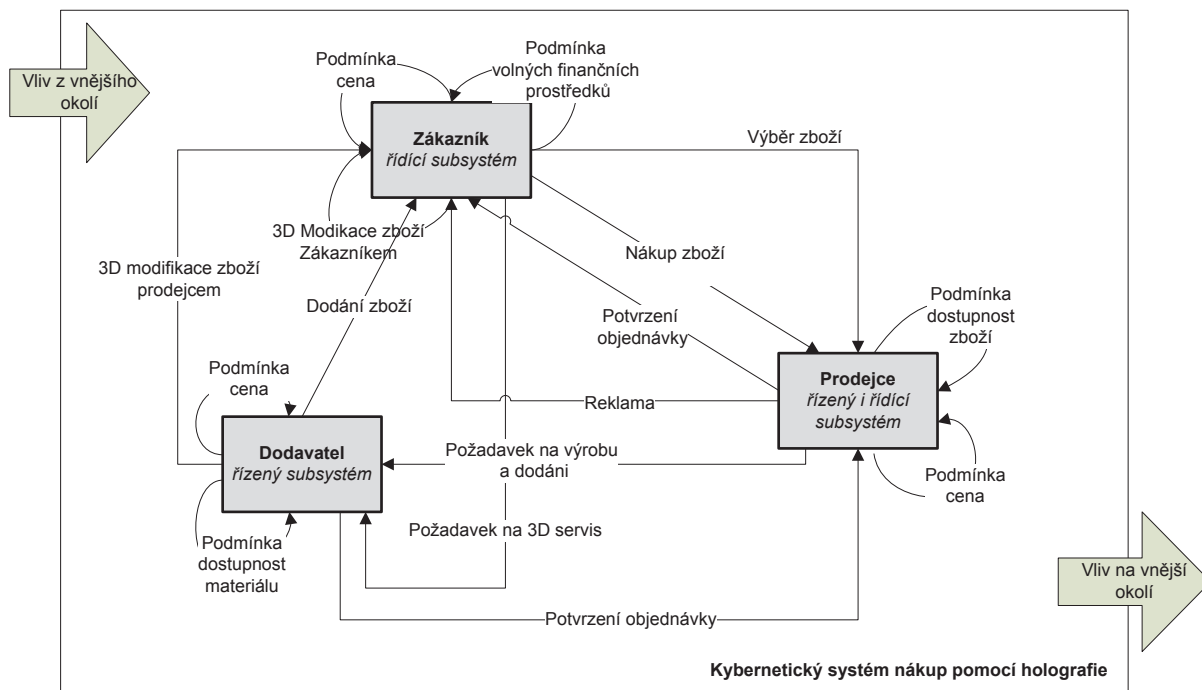 Vliv z vnějšího
okolí
Podmínka
cena
Podmínka
volných finančních
prostředků
Zákazník
řídící subsystém
Výběr zboží
3D Modikace zboží
Zákazníkem
3D modifikace zboží
prodejcem
Nákup zboží
Dodání zboží
Potvrzení
objednávky
Podmínka
dostupnost
zboží
Prodejce
řízený i řídící
subsystém
Podmínka
cena
Reklama
Dodavatel
řízený subsystém
Požadavek na výrobu
a dodáni
Podmínka
cena
Požadavek na 3D servis
Podmínka
dostupnost
materiálu
Vliv na vnější
okolí
Potvrzení objednávky
Kybernetický systém nákup pomocí holografie